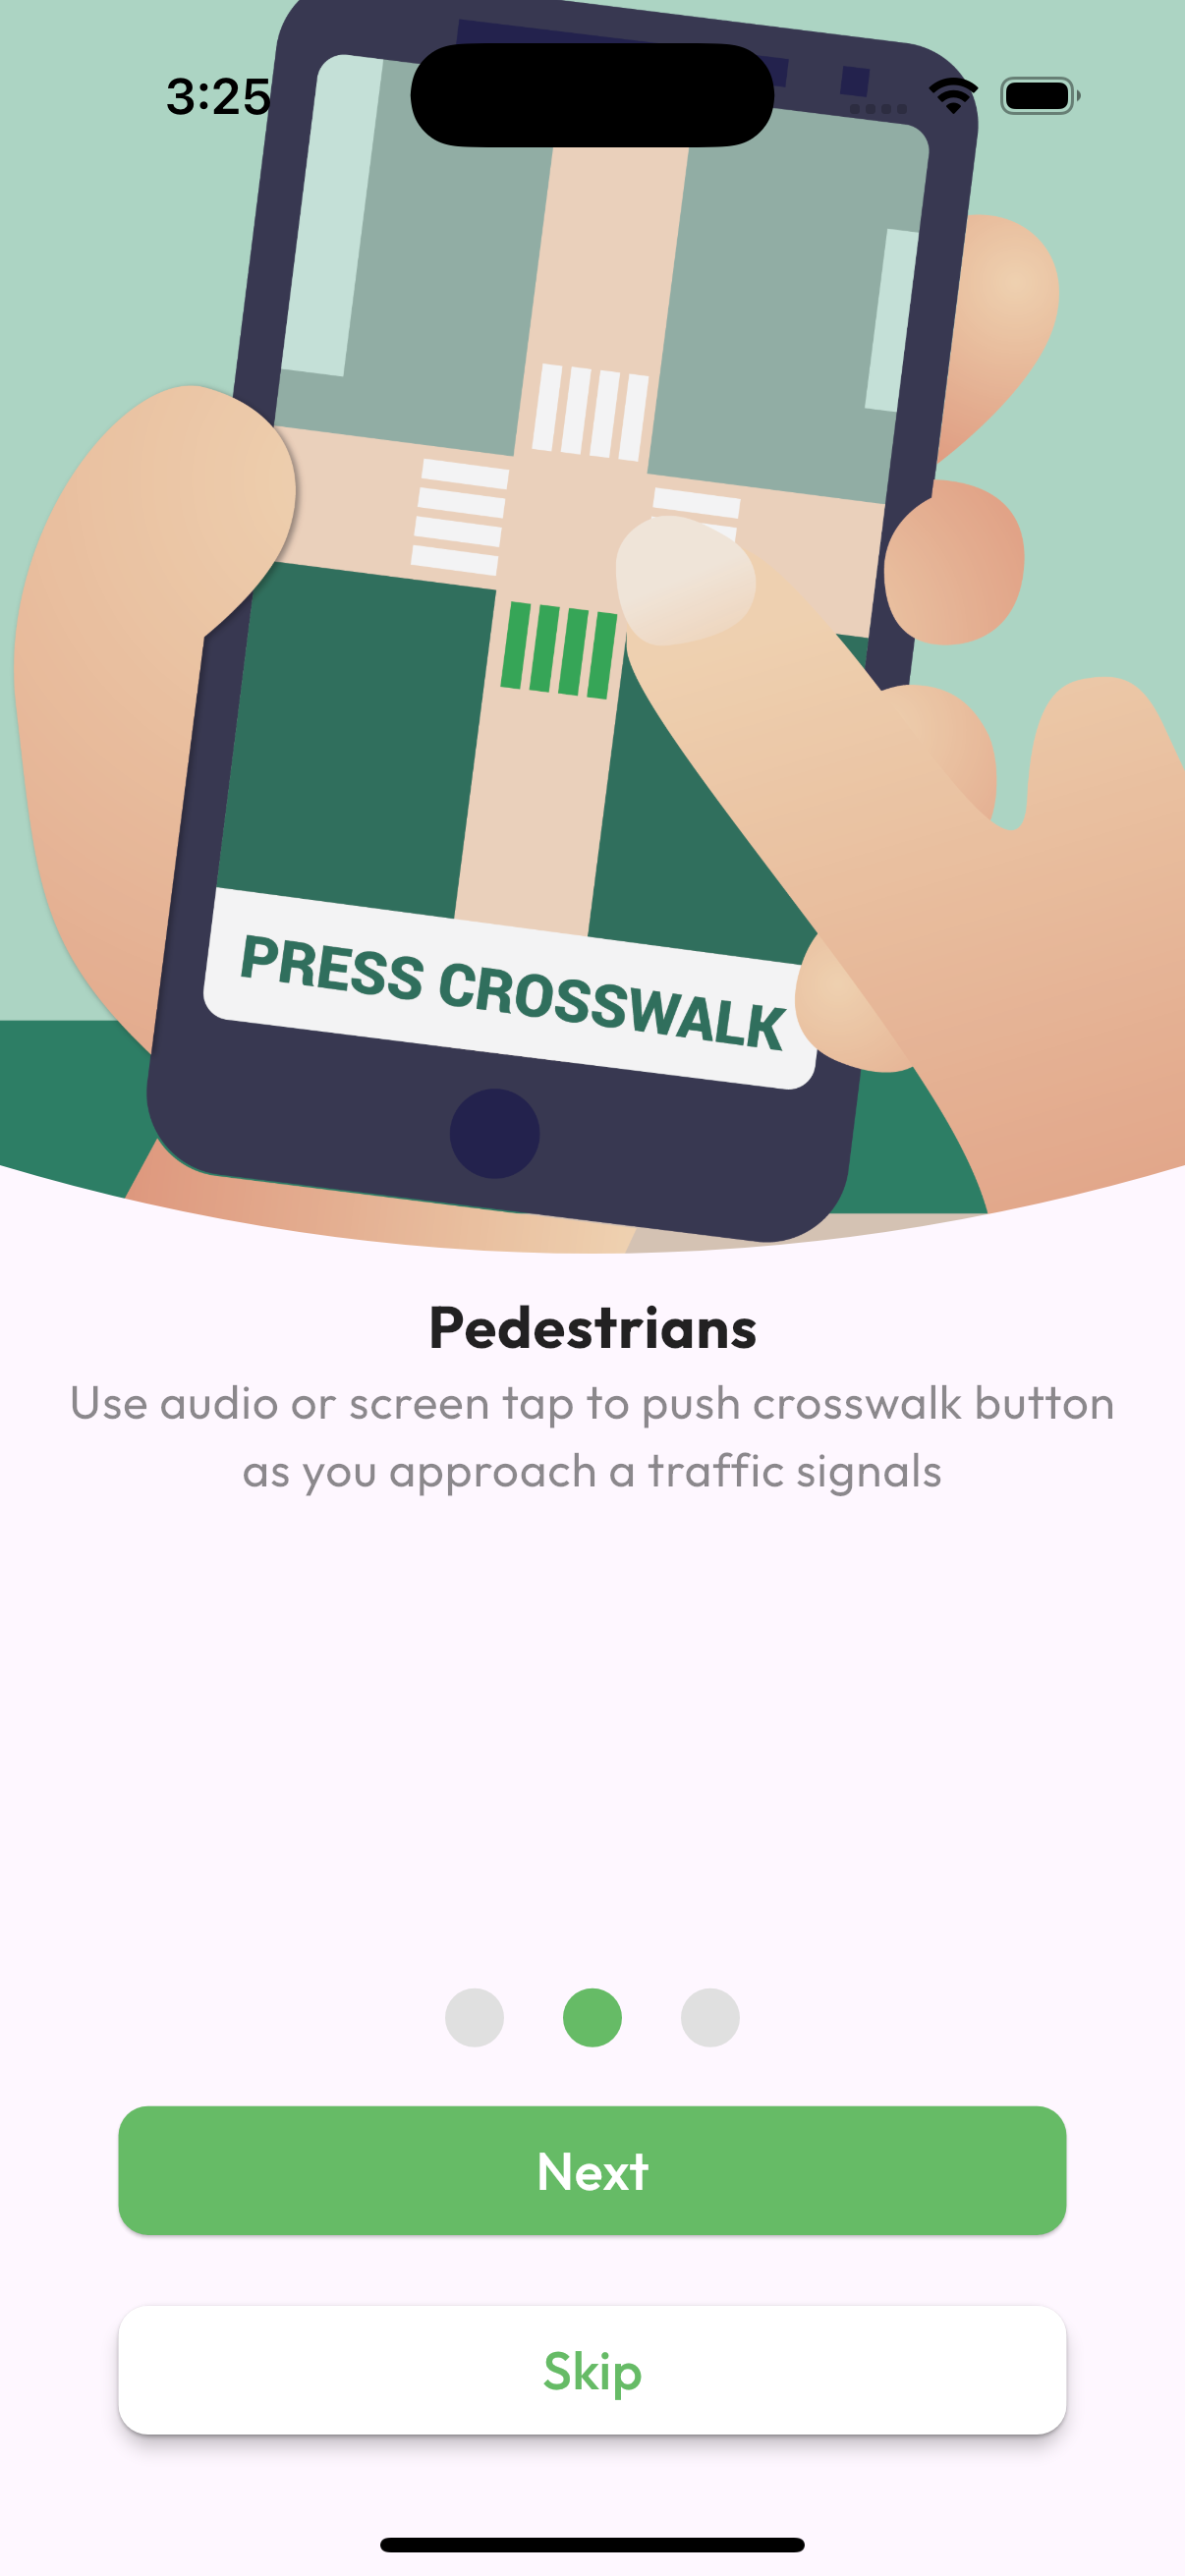 3:25
PRESS CROSSWALK
Pedestrians
Use audio or screen tap to push crosswalk button
as you approach a traffic signals
Next
Skip